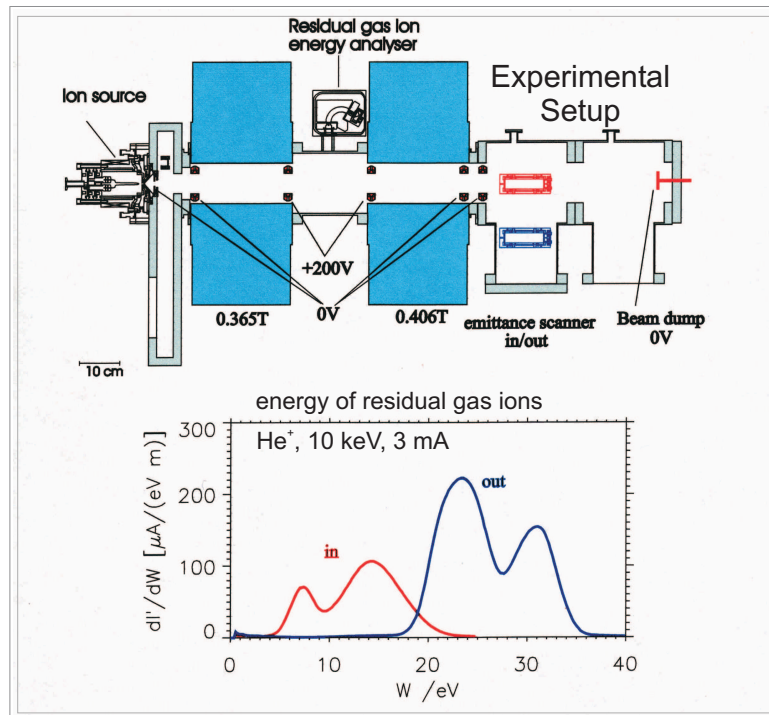 Residual gas ion
energy analyser
Ion source
Experimental
Setup
+200V
0.365T
0V
0.406T
emittance scanner
in/out
Beam dump
0V
10 cm
energy of residual gas ions
He⁺, 10 keV, 3 mA
in
out
dI'/dW [μA/(eV m)]
300
200
100
0
0
10
20
30
40
W /eV